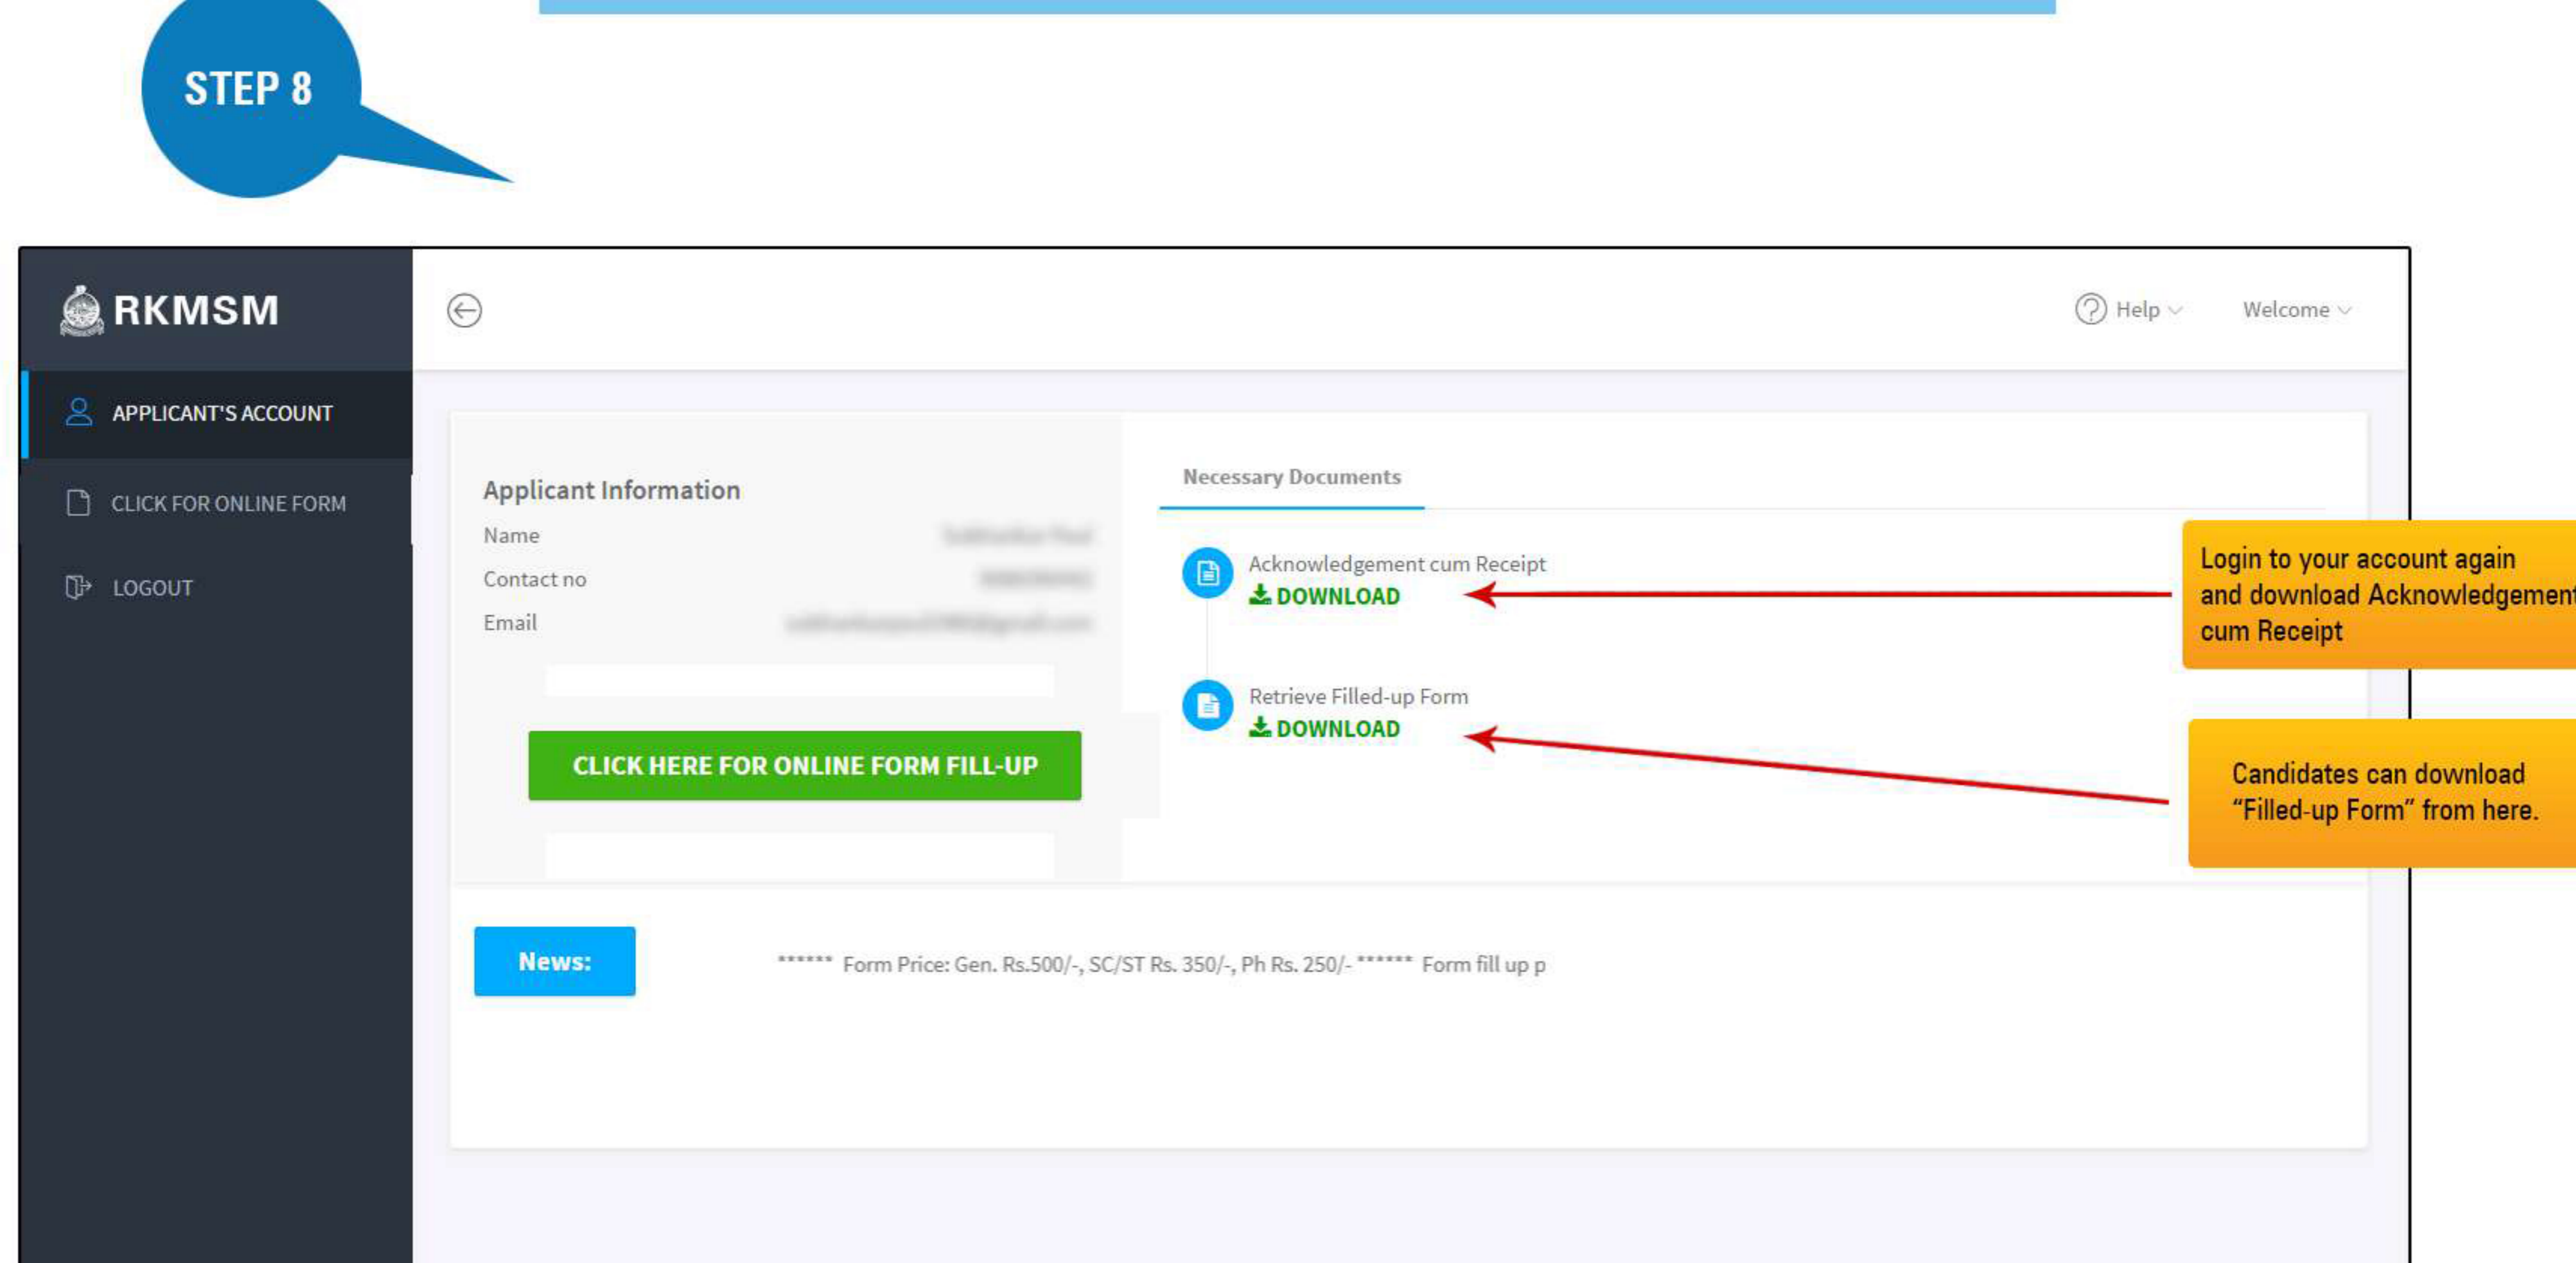 STEP 8
RKMSM
Help
Welcome
APPLICANT'S ACCOUNT
CLICK FOR ONLINE FORM
LOGOUT
Applicant Information
Name
Contact no
Email
CLICK HERE FOR ONLINE FORM FILL-UP
Necessary Documents
Acknowledgement cum Receipt
DOWNLOAD
Retrieve Filled-up Form
DOWNLOAD
Login to your account again
and download Acknowledgement
cum Receipt
Candidates can download
“Filled-up Form” from here.
News:
****** Form Price: Gen. Rs.500/-, SC/ST Rs. 350/-, Ph Rs. 250/- ****** Form fill up p